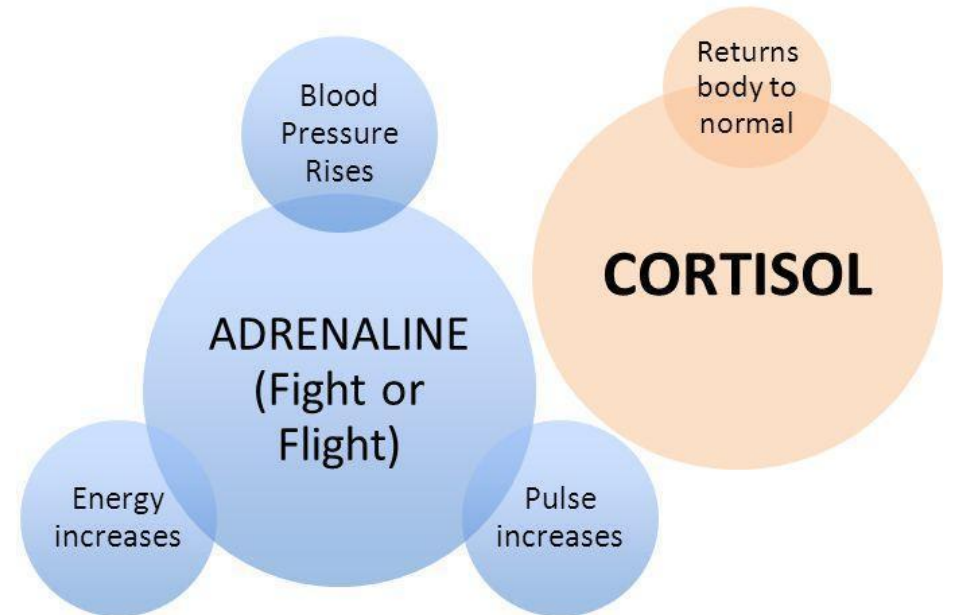 Blood
Pressure
Rises
ADRENALINE
(Fight or
Flight)
Energy
increases
Pulse
increases
Returns
body to
normal
CORTISOL